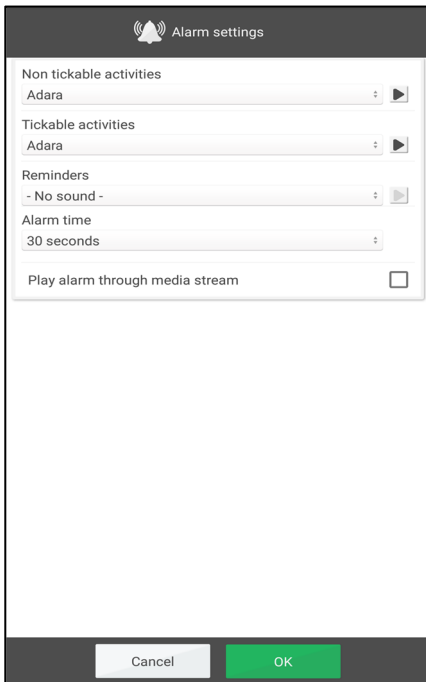 Alarm settings
Non tickable activities
Adara
Tickable activities
Adara
Reminders
- No sound -
Alarm time
30 seconds
Play alarm through media stream
Cancel
OK